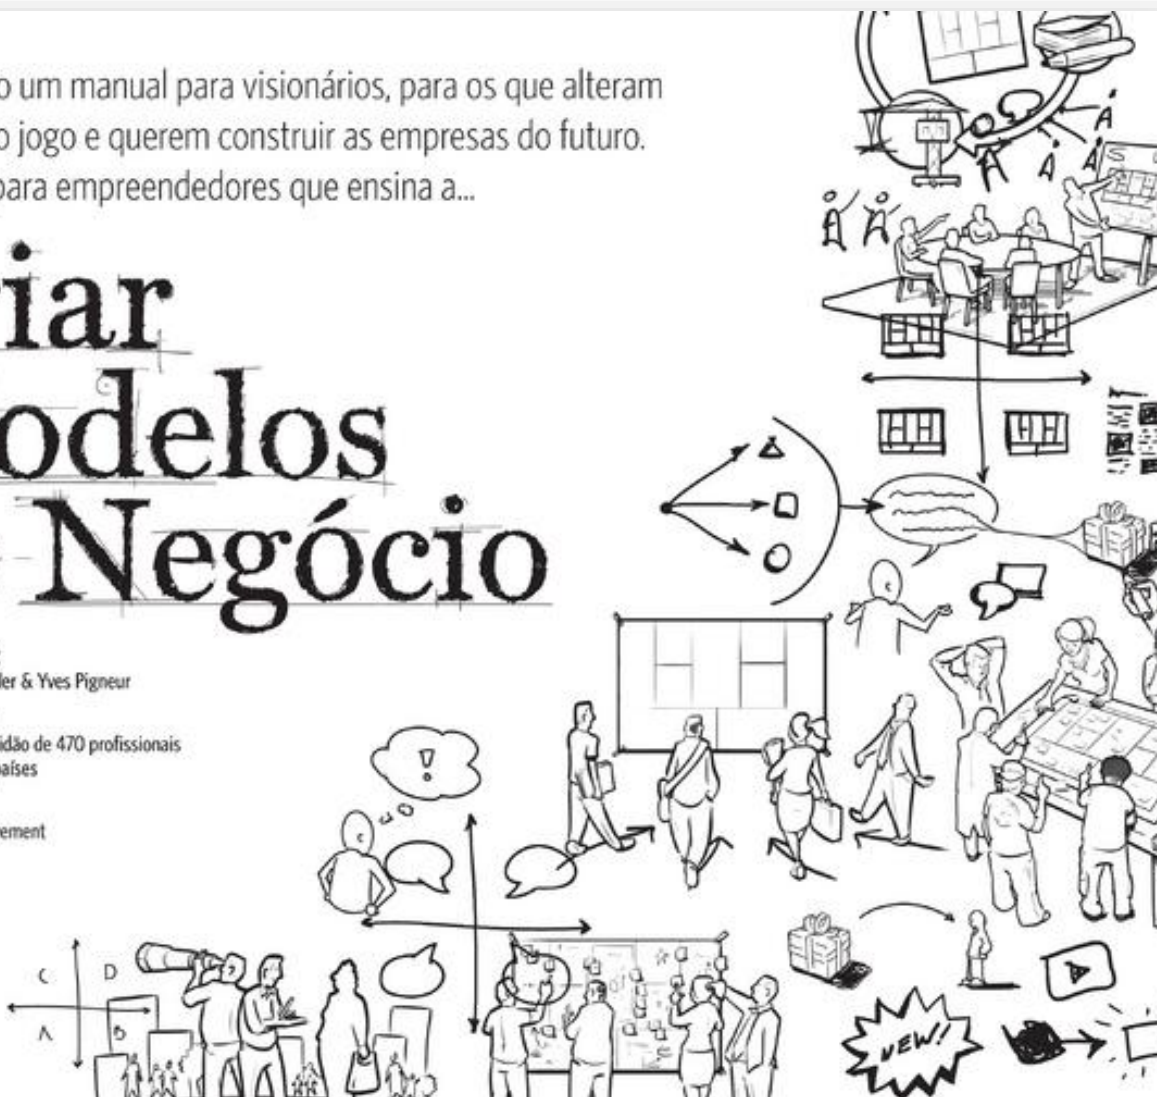 o um manual para visionários, para os que alteram
o jogo e querem construir as empresas do futuro.
para empreendedores que ensina a...
iar
odelos
Negócio
ler & Yves Pigneur
idão de 470 profissionais
aíses
ement
C D
A B
NEW!